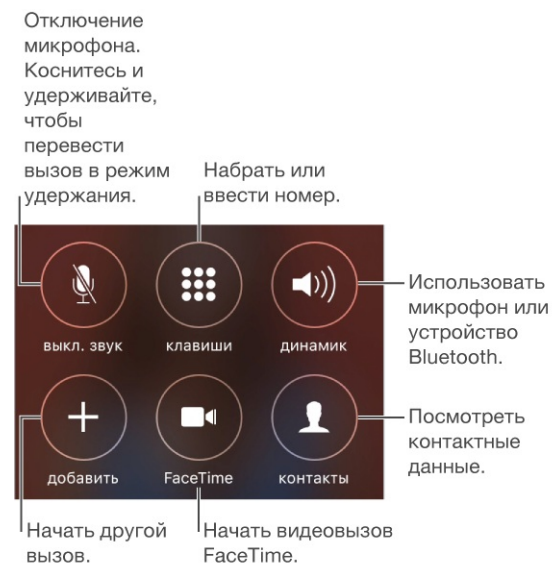 Отключение
микрофона.
Коснитесь и
удерживайте,
чтобы
перевести
вызов в режим
удержания.
Набрать или
ввести номер.
выкл. звук
клавиши
динамик
Использовать
микрофон или
устройство
Bluetooth.
добавить
FaceTime
контакты
Посмотреть
контактные
данные.
Начать другой
вызов.
Начать видеовызов
FaceTime.